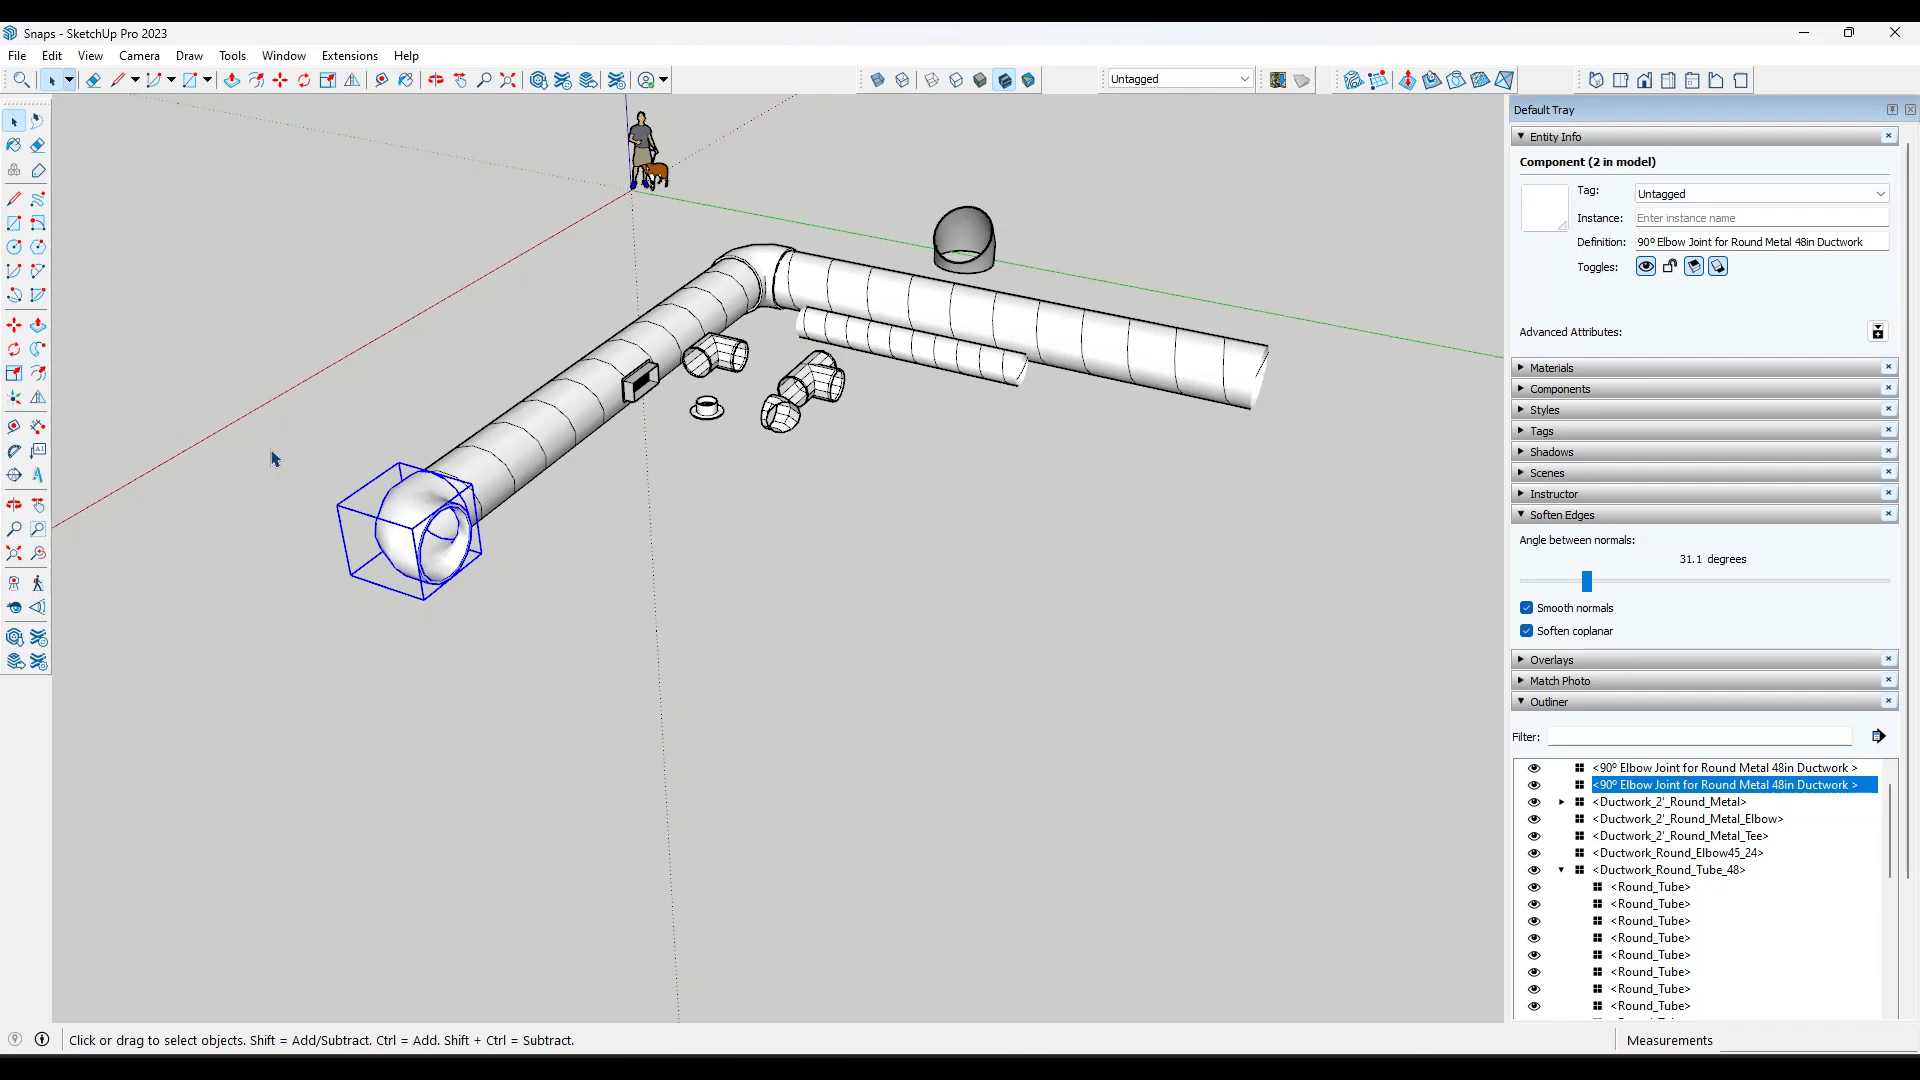 Snaps - SketchUp Pro 2023
File Edit View Camera Draw Tools Window Extensions Help
Untagged
Default Tray
Entity Info
Component (2 in model)
Tag: Untagged
Instance: Enter instance name
Definition: 90º Elbow Joint for Round Metal 48in Ductwork
Toggles:
Advanced Attributes:
Materials
Components
Styles
Tags
Shadows
Scenes
Instructor
Soften Edges
Angle between normals:
31.1 degrees
Smooth normals
Soften coplanar
Overlays
Match Photo
Outliner
Filter:
<90º Elbow Joint for Round Metal 48in Ductwork >
<90º Elbow Joint for Round Metal 48in Ductwork >
<Ductwork_2'_Round_Metal>
<Ductwork_2'_Round_Metal_Elbow>
<Ductwork_2'_Round_Metal_Tee>
<Ductwork_Round_Elbow45_24>
<Ductwork_Round_Tube_48>
<Round_Tube>
<Round_Tube>
<Round_Tube>
<Round_Tube>
<Round_Tube>
<Round_Tube>
<Round_Tube>
<Round_Tube>
Click or drag to select objects. Shift = Add/Subtract. Ctrl = Add. Shift + Ctrl = Subtract.
Measurements